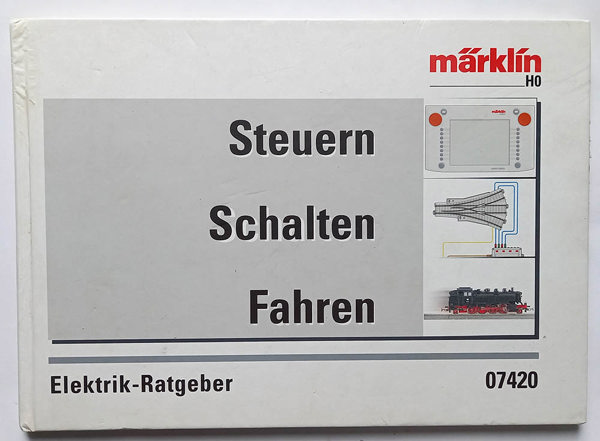 märklin
H0
Steuern
Schalten
Fahren
Elektrik-Ratgeber
07420